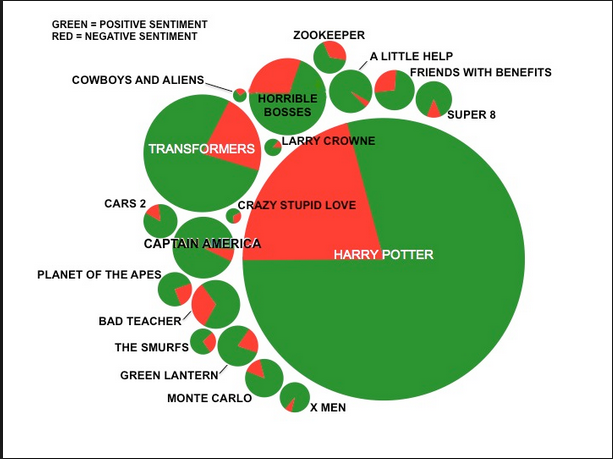 GREEN = POSITIVE SENTIMENT
RED = NEGATIVE SENTIMENT
ZOOKEEPER
A LITTLE HELP
COWBOYS AND ALIENS
FRIENDS WITH BENEFITS
HORRIBLE
BOSSES
SUPER 8
TRANSFORMERS
LARRY CROWNE
CARS 2
CRAZY STUPID LOVE
CAPTAIN AMERICA
HARRY POTTER
PLANET OF THE APES
BAD TEACHER
THE SMURFS
GREEN LANTERN
MONTE CARLO
X MEN